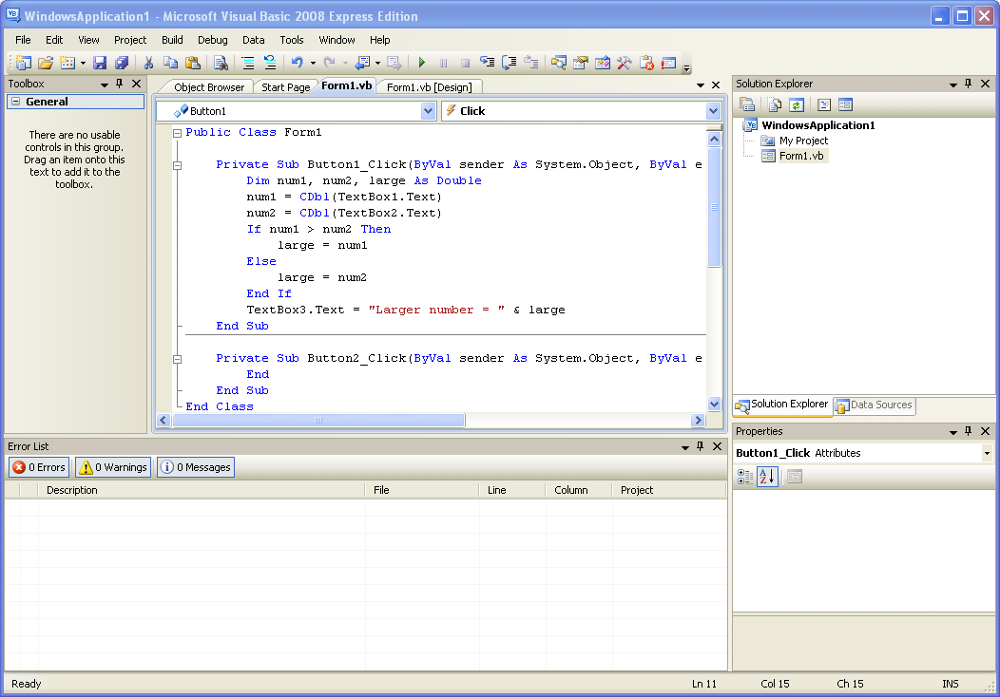 WindowsApplication1 - Microsoft Visual Basic 2008 Express Edition
File Edit View Project Build Debug Data Tools Window Help
Toolbox
General
There are no usable
controls in this group.
Drag an item onto this
text to add it to the
toolbox.
Object Browser Start Page Form1.vb Form1.vb [Design]
Button1 Click
Public Class Form1
Private Sub Button1_Click(ByVal sender As System.Object, ByVal e
Dim num1, num2, large As Double
num1 = CDbl(TextBox1.Text)
num2 = CDbl(TextBox2.Text)
If num1 > num2 Then
large = num1
Else
large = num2
End If
TextBox3.Text = "Larger number = " & large
End Sub
Private Sub Button2_Click(ByVal sender As System.Object, ByVal e
End
End Sub
End Class
Solution Explorer
WindowsApplication1
My Project
Form1.vb
Solution Explorer Data Sources
Properties
Button1_Click Attributes
Error List
0 Errors 0 Warnings 0 Messages
Description File Line Column Project
Ready Ln 11 Col 15 Ch 15 INS